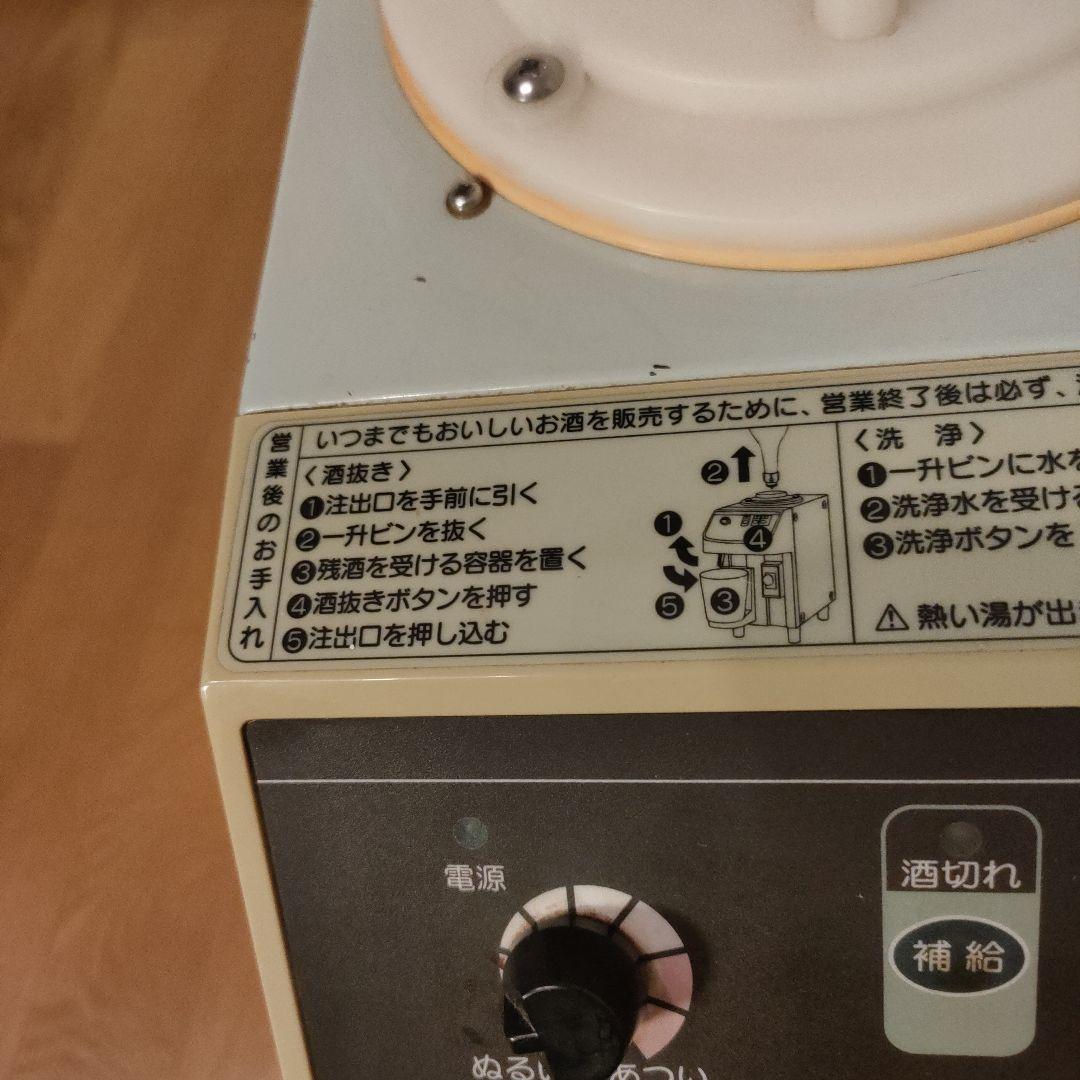 営業後のお手入れ
いつまでもおいしいお酒を販売するために、営業終了後は必ず、
〈酒抜き〉
❶注出口を手前に引く
❷一升ビンを抜く
❸残酒を受ける容器を置く
❹酒抜きボタンを押す
❺注出口を押し込む
❷
❶
❹
❸
❺
〈洗 浄〉
❶一升ビンに水を
❷洗浄水を受ける
❸洗浄ボタンを
⚠熱い湯が出
電源
ぬるい あつい
酒切れ
補給